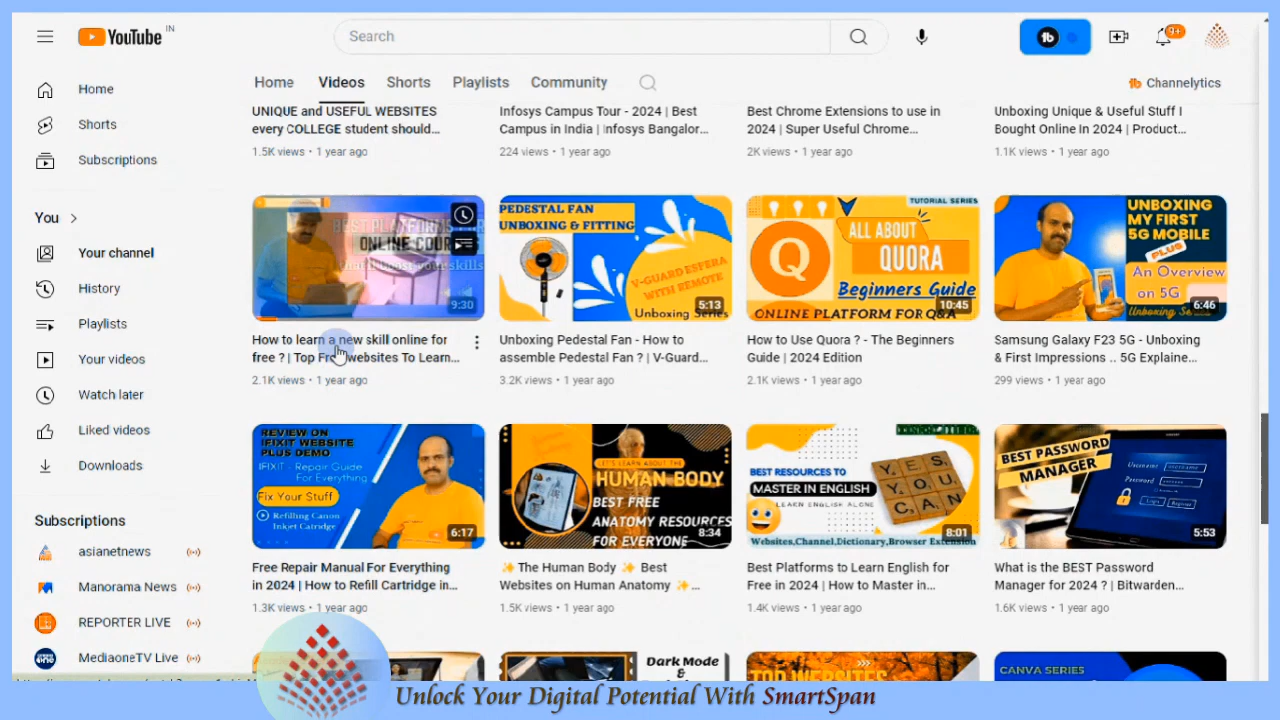 YouTube IN
Search
9+
Home
Videos
Shorts
Playlists
Community
Channelytics
Home
Shorts
Subscriptions
You
Your channel
History
Playlists
Your videos
Watch later
Liked videos
Downloads
Subscriptions
asianetnews
Manorama News
REPORTER LIVE
MediaoneTV Live
UNIQUE and USEFUL WEBSITES
every COLLEGE student should...
1.5K views • 1 year ago
Infosys Campus Tour - 2024 | Best
Campus in India | Infosys Bangalor...
224 views • 1 year ago
Best Chrome Extensions to use in
2024 | Super Useful Chrome...
2K views • 1 year ago
Unboxing Unique & Useful Stuff I
Bought Online In 2024 | Product...
1.1K views • 1 year ago
BEST PLATFORMS
ONLINE
9:30
How to learn a new skill online for
free ? | Top Free websites To Learn...
2.1K views • 1 year ago
PEDESTAL FAN
UNBOXING & FITTING
V-GUARD ESFERA
WITH REMOTE
5:13
Unboxing Series
Unboxing Pedestal Fan - How to
assemble Pedestal Fan ? | V-Guard...
3.2K views • 1 year ago
TUTORIAL SERIES
ALL ABOUT
QUORA
Q
Beginners Guide
10:45
ONLINE PLATFORM FOR Q&A
How to Use Quora ? - The Beginners
Guide | 2024 Edition
2.1K views • 1 year ago
UNBOXING
MY FIRST
5G MOBILE
PLUS
An Overview
on 5G
6:46
Unboxing Se
Samsung Galaxy F23 5G - Unboxing
& First Impressions .. 5G Explaine...
299 views • 1 year ago
REVIEW ON
IFIXIT WEBSITE
PLUS DEMO
IFIXIT - Repair Guide
For Everything
Fix Your Stuff
Refilling Canon
Inkjet Catridge
6:17
Free Repair Manual For Everything
in 2024 | How to Refill Cartridge in...
1.3K views • 1 year ago
LET'S LEARN ABOUT THE
HUMAN BODY
BEST FREE
ANATOMY RESOURCES
FOR EVERYONE
8:34
✨ The Human Body ✨ Best
Websites on Human Anatomy ✨...
1.5K views • 1 year ago
BEST RESOURCES TO
MASTER IN ENGLISH
LEARN ENGLISH ALONE
YES
YOU
CAN
8:01
Websites,Channel,Dictionary,Browser Extension
Best Platforms to Learn English for
Free in 2024 | How to Master in...
1.4K views • 1 year ago
BEST PASSWORD
MANAGER
Username
Password
Login
Register
5:53
What is the BEST Password
Manager for 2024 ? | Bitwarden...
1.6K views • 1 year ago
Dark Mode
&
TOP WEBSITES
CANVA SERIES
Unlock Your Digital Potential With SmartSpan